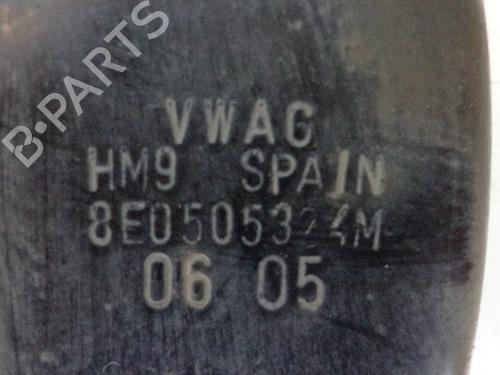 B-PARTS
VWAG
HM9 SPAIN
8E0505324M
06 05